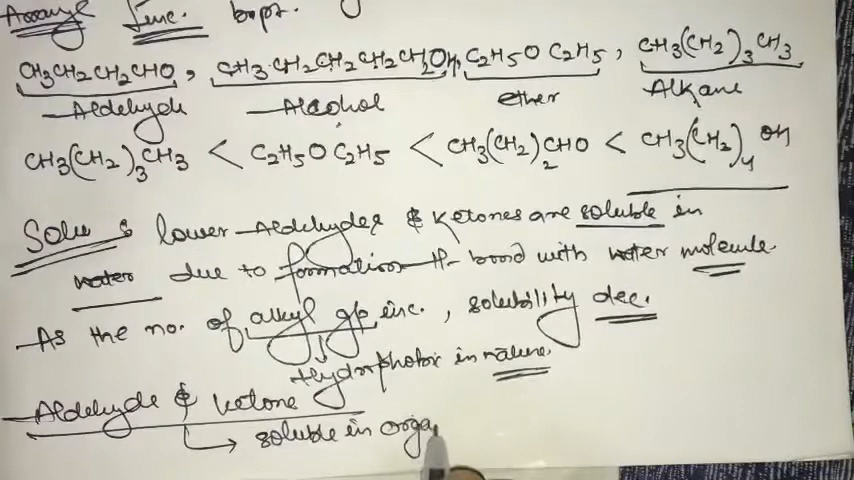 Arrange Inc. b.pt.
CH3CH2CH2CHO, CH3CH2CH2CH2CH2OH, C2H5OC2H5, CH3(CH2)3CH3
Aldehyde Alcohol ether Alkane
CH3(CH2)3CH3 < C2H5OC2H5 < CH3(CH2)2CHO < CH3(CH2)4OH
Solu: lower Aldehydes & Ketones are soluble in
water due to formation H-bond with water molecule.
As the no. of alkyl gp inc., solubility dec.
Hydrophobic in nature.
Aldehyde & ketone
soluble in orga